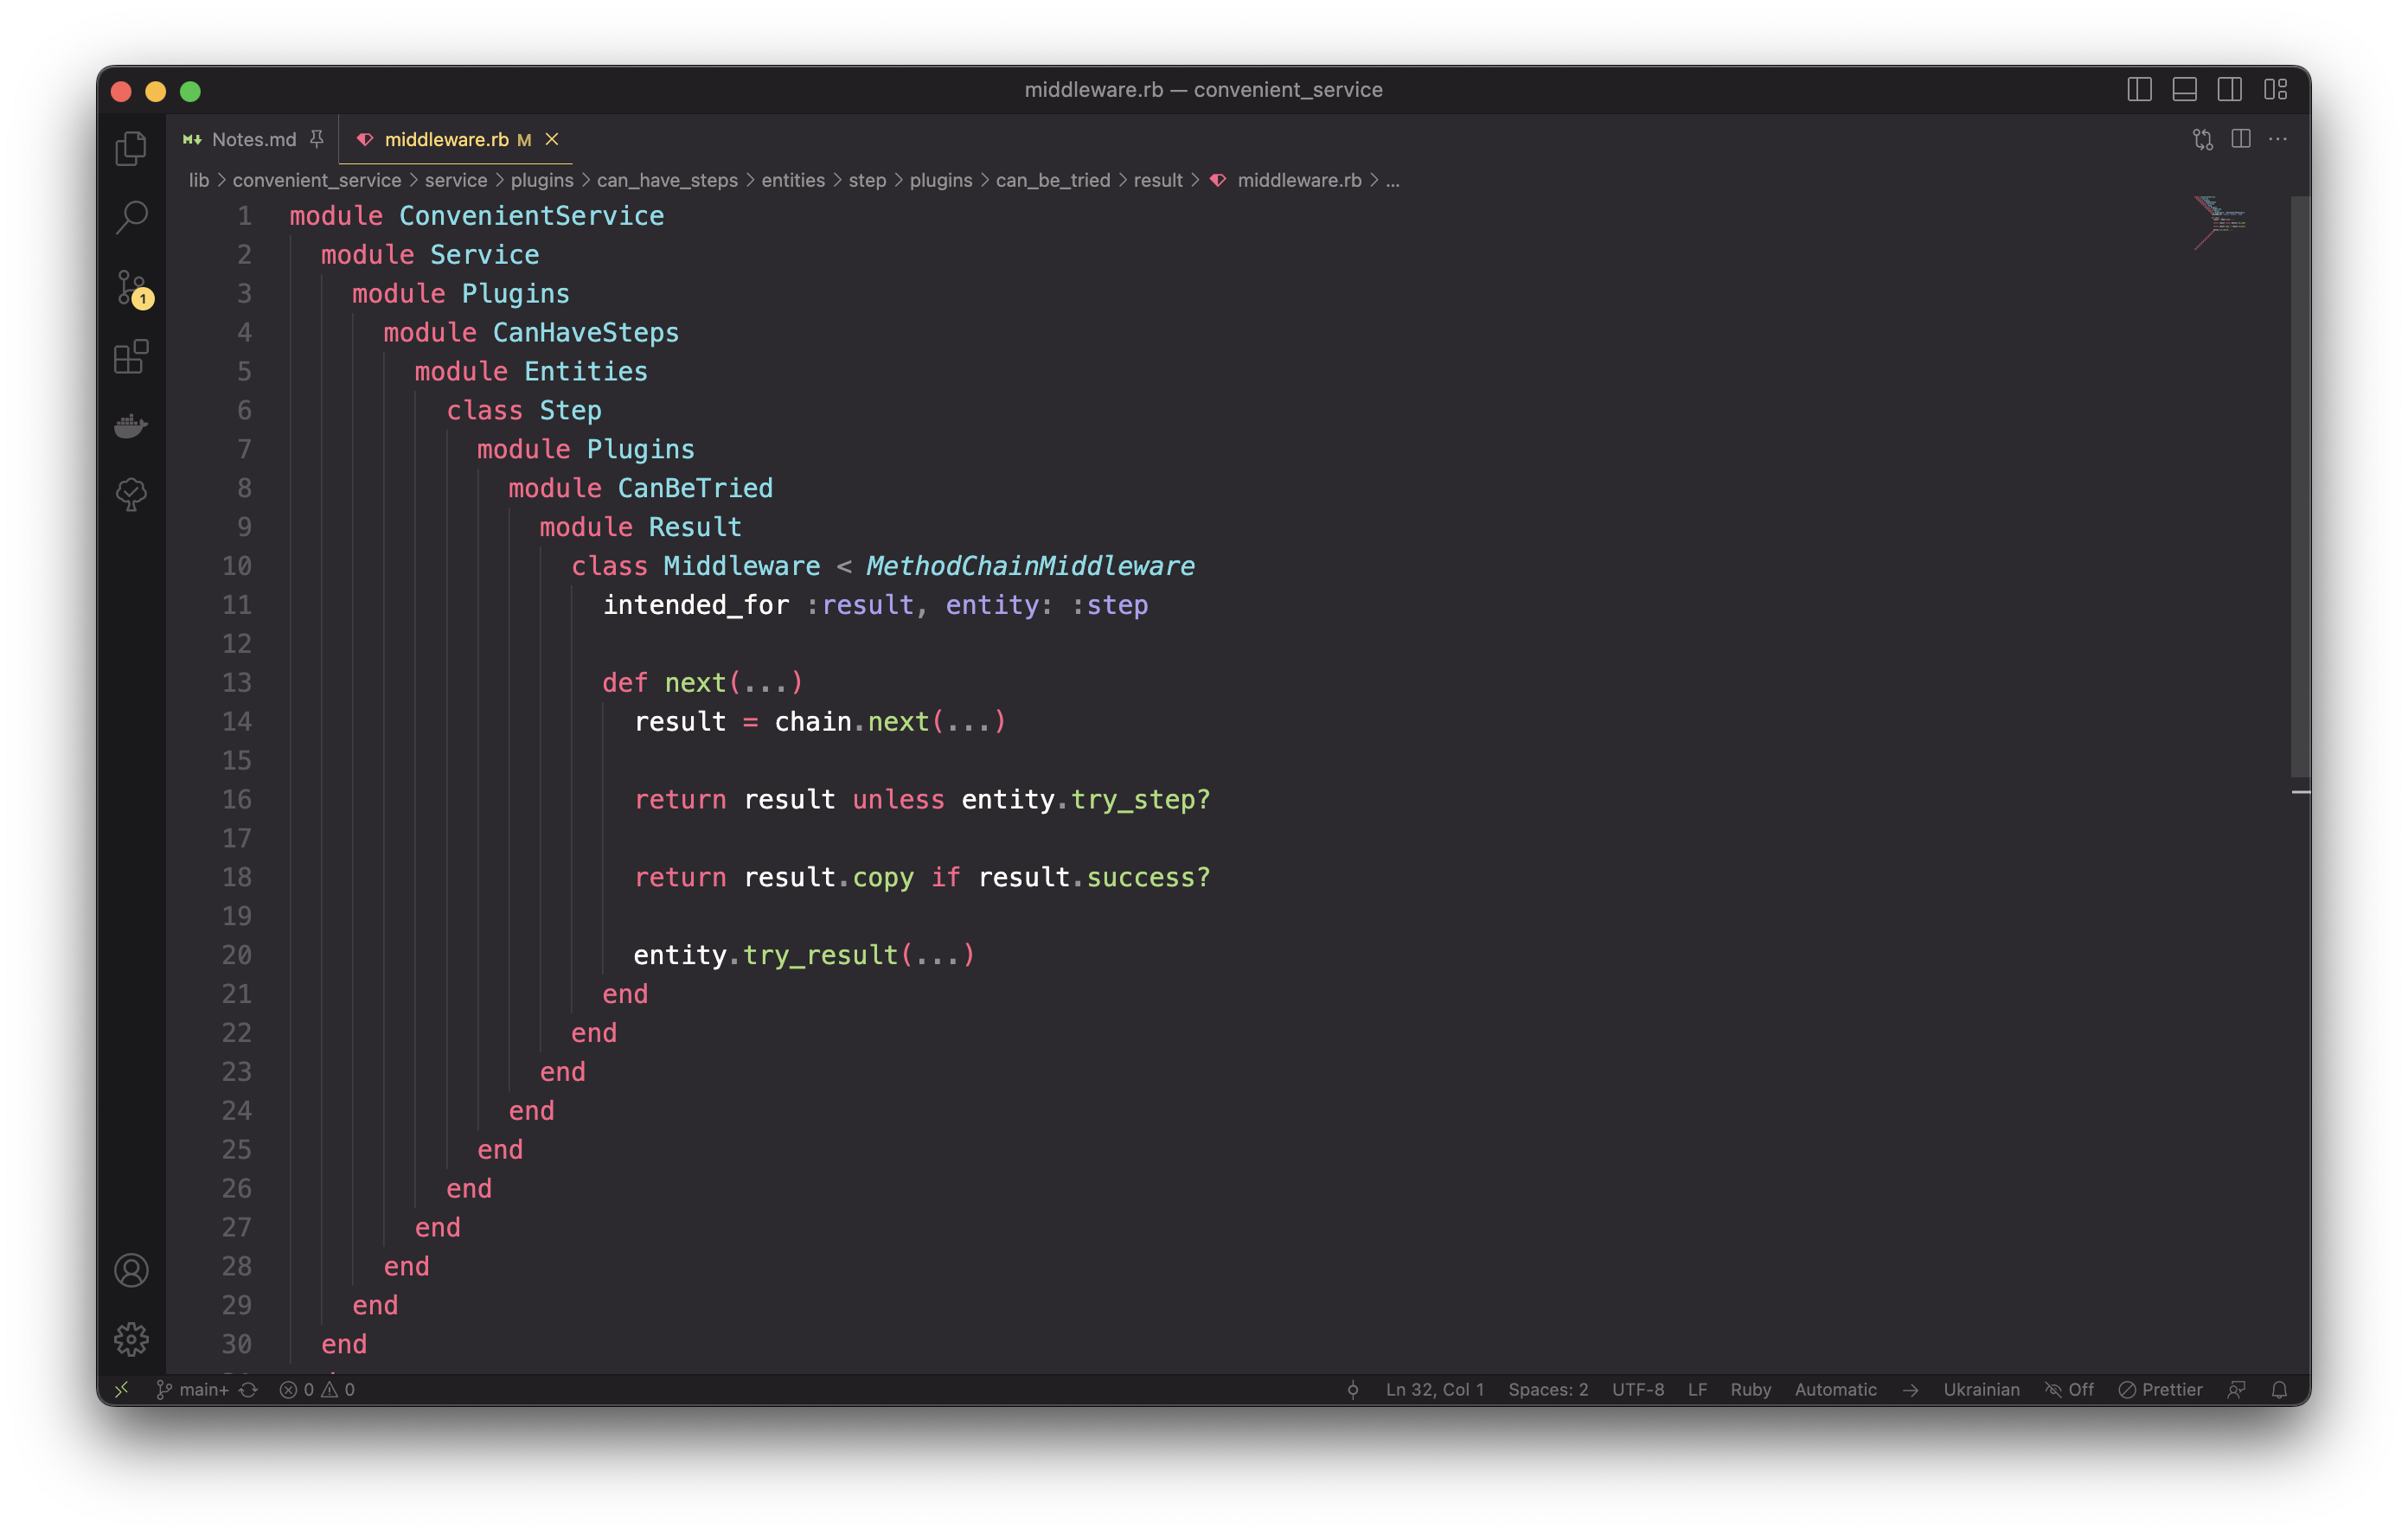 middleware.rb — convenient_service
Notes.md middleware.rb M
lib > convenient_service > service > plugins > can_have_steps > entities > step > plugins > can_be_tried > result > middleware.rb > ...
1 module ConvenientService
2   module Service
3     module Plugins
4       module CanHaveSteps
5         module Entities
6           class Step
7             module Plugins
8               module CanBeTried
9                 module Result
10                   class Middleware < MethodChainMiddleware
11                     intended_for :result, entity: :step
12
13                     def next(...)
14                       result = chain.next(...)
15
16                       return result unless entity.try_step?
17
18                       return result.copy if result.success?
19
20                       entity.try_result(...)
21                     end
22                   end
23                 end
24               end
25             end
26           end
27         end
28       end
29     end
30   end
1
main+ 0 0 Ln 32, Col 1 Spaces: 2 UTF-8 LF Ruby Automatic Ukrainian Off Prettier